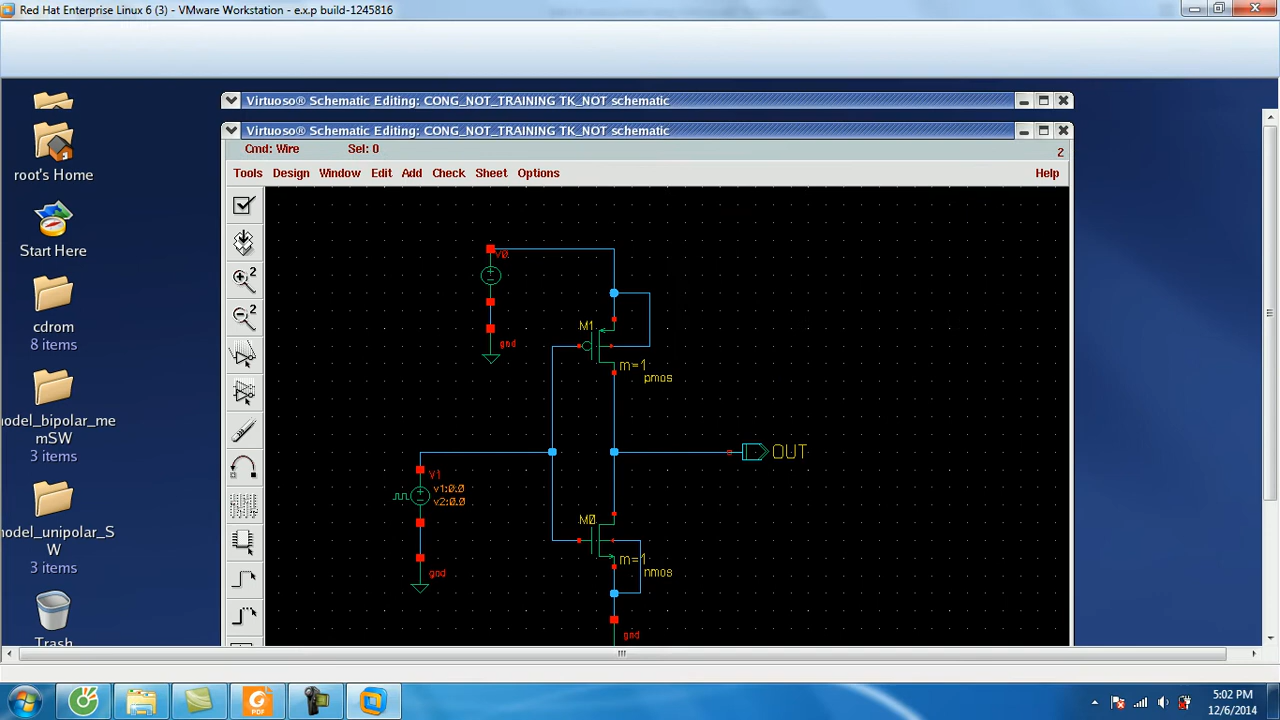 Red Hat Enterprise Linux 6 (3) - VMware Workstation - e.x.p build-1245816
Virtuoso® Schematic Editing: CONG_NOT_TRAINING TK_NOT schematic
Virtuoso® Schematic Editing: CONG_NOT_TRAINING TK_NOT schematic
Cmd: Wire Sel: 0 2
Tools Design Window Edit Add Check Sheet Options Help
root's Home
Start Here
cdrom
8 items
model_bipolar_me
mSW
3 items
model_unipolar_S
W
3 items
Trash
V0
gnd
M1
m=1
pmos
OUT
V1
v1:0.0
v2:0.0
gnd
M0
m=1
nmos
gnd
PDF
5:02 PM
12/6/2014